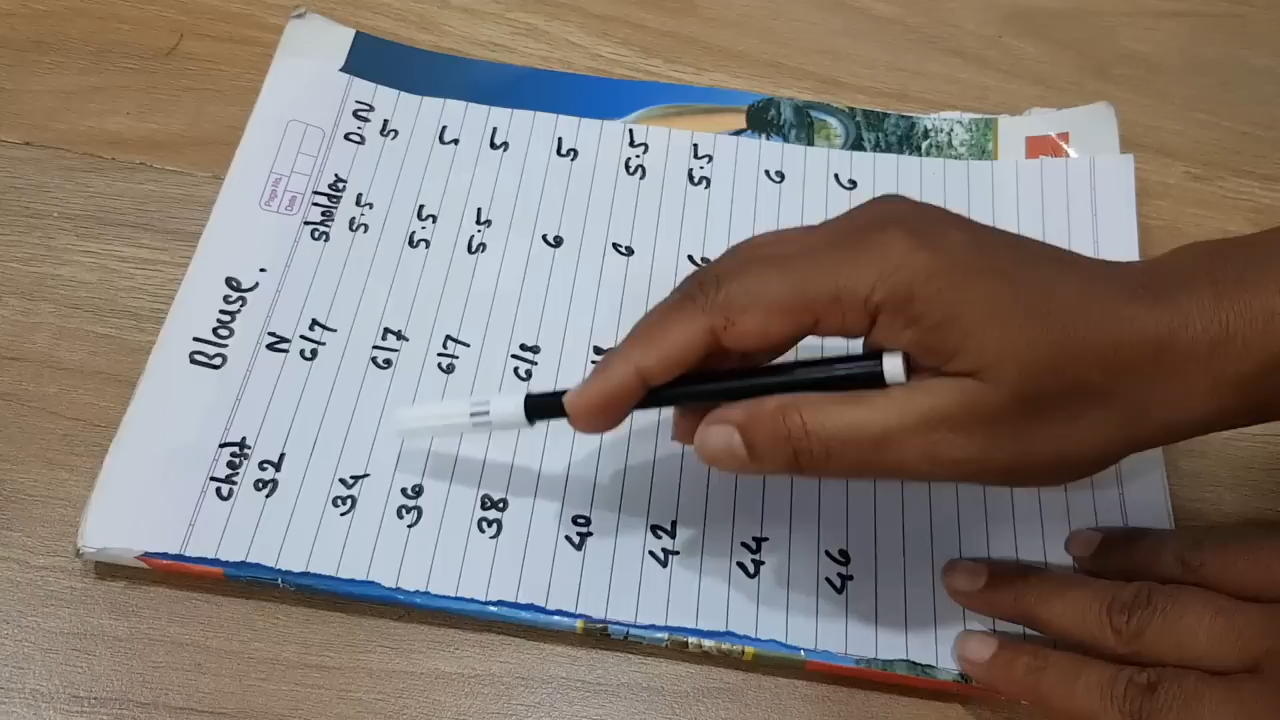 Page No.
Date
Blouse.
chest N sholder D.N
32 6/7 5.5 5
34 6/7 5.5 5
36 6/7 5.5 5
38 6/8 6 5
40 6 5.5
42 6 5.5
44 6
46 6